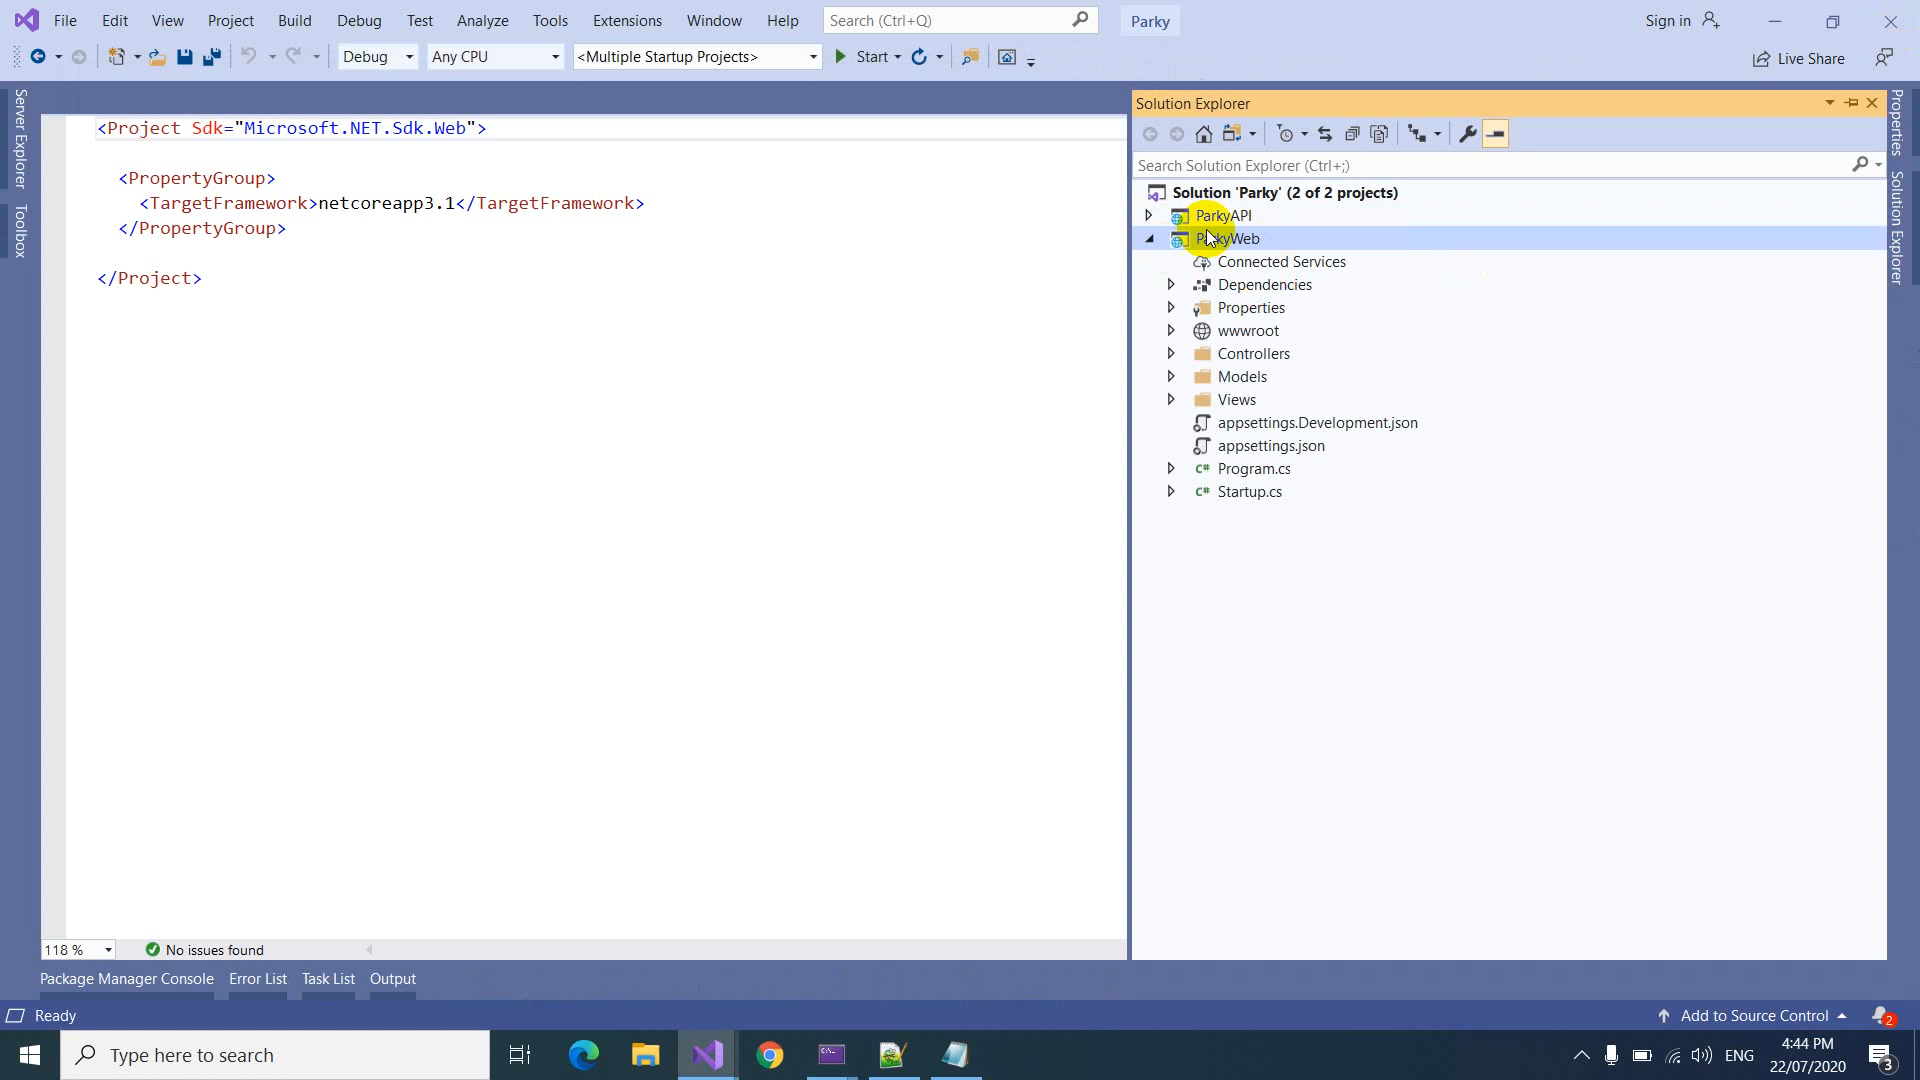 File Edit View Project Build Debug Test Analyze Tools Extensions Window Help Search (Ctrl+Q) Parky Sign in
Debug Any CPU <Multiple Startup Projects> Start Live Share
Server Explorer
Toolbox
<Project Sdk="Microsoft.NET.Sdk.Web">
<PropertyGroup>
<TargetFramework>netcoreapp3.1</TargetFramework>
</PropertyGroup>
</Project>
118 % No issues found
Solution Explorer
Search Solution Explorer (Ctrl+;)
Solution 'Parky' (2 of 2 projects)
ParkyAPI
ParkyWeb
Connected Services
Dependencies
Properties
wwwroot
Controllers
Models
Views
appsettings.Development.json
appsettings.json
C# Program.cs
C# Startup.cs
Properties
Solution Explorer
Package Manager Console Error List Task List Output
Ready Add to Source Control 2
Type here to search ENG 4:44 PM
22/07/2020 3